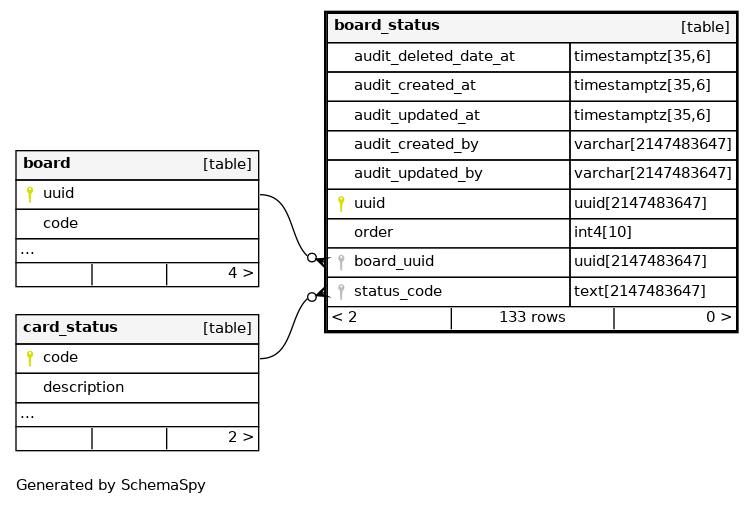 board_status [table]
audit_deleted_date_at timestamptz[35,6]
audit_created_at timestamptz[35,6]
audit_updated_at timestamptz[35,6]
audit_created_by varchar[2147483647]
audit_updated_by varchar[2147483647]
uuid uuid[2147483647]
order int4[10]
board_uuid uuid[2147483647]
status_code text[2147483647]
< 2 133 rows 0 >
board [table]
uuid
code
...
4 >
card_status [table]
code
description
...
2 >
Generated by SchemaSpy